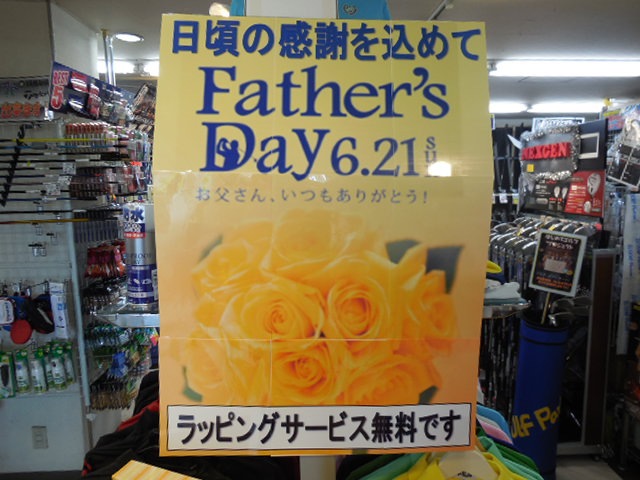 日頃の感謝を込めて
Father's
Day 6.21 sun
お父さん、いつもありがとう!
ラッピングサービス無料です
NEXGEN